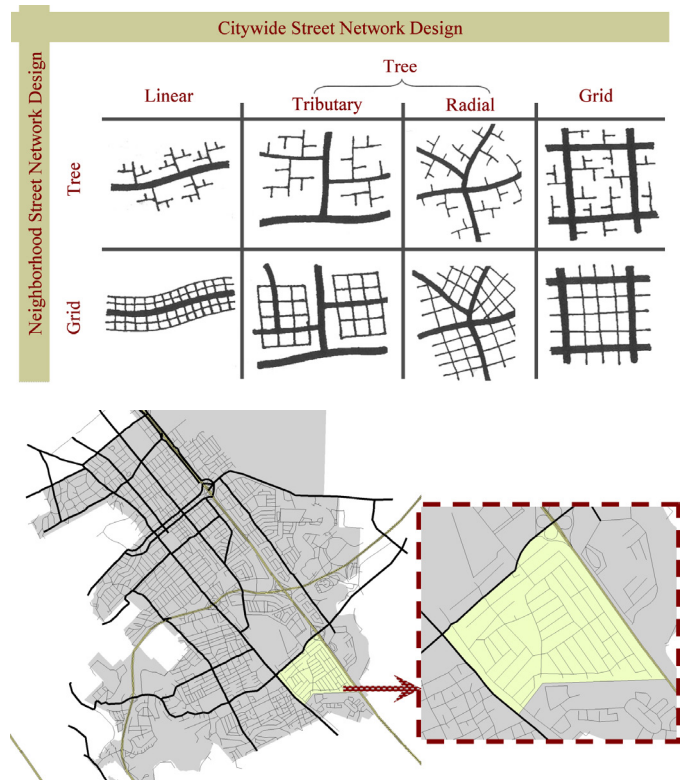 Citywide Street Network Design
Neighborhood Street Network Design
Tree
Linear
Tributary
Radial
Grid
Tree
Grid